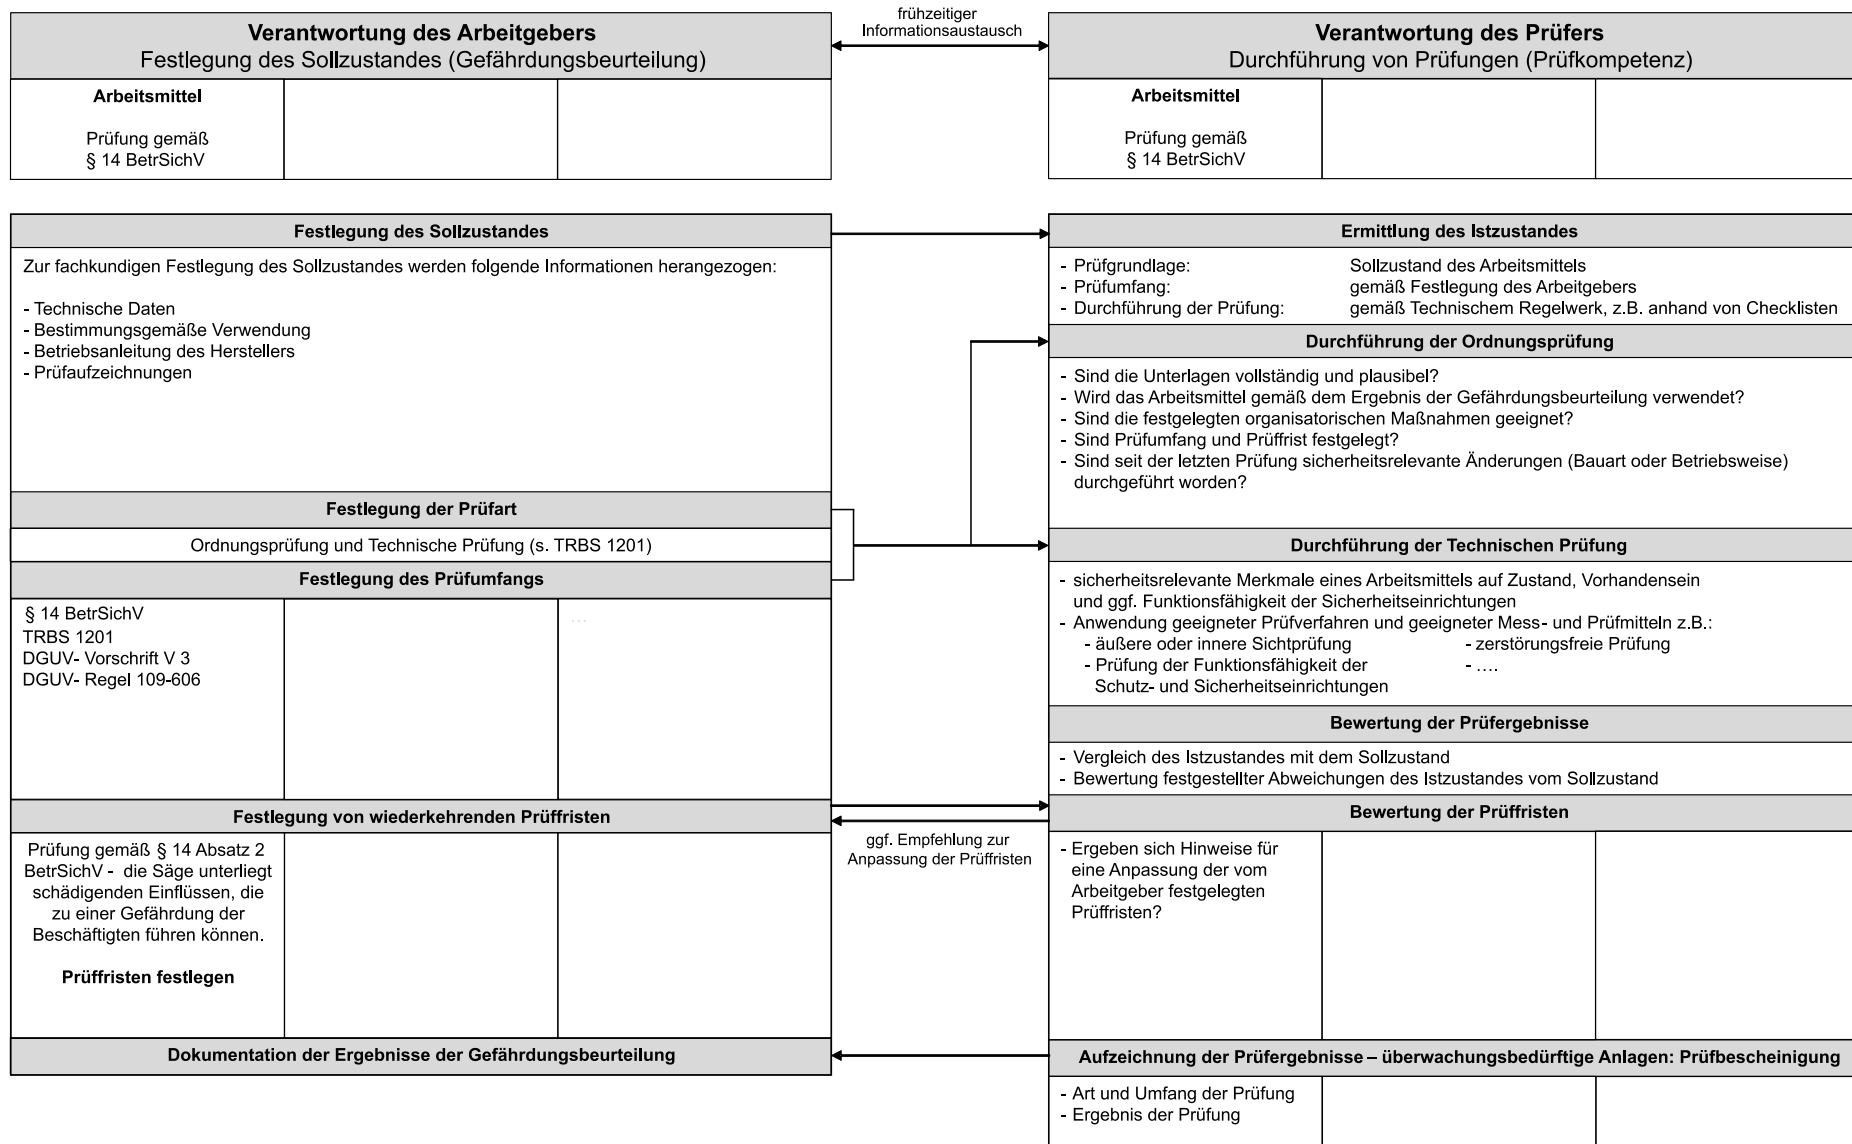 Verantwortung des Arbeitgebers
Festlegung des Sollzustandes (Gefährdungsbeurteilung)
frühzeitiger
Informationsaustausch
Verantwortung des Prüfers
Durchführung von Prüfungen (Prüfkompetenz)
Arbeitsmittel
Prüfung gemäß
§ 14 BetrSichV
Arbeitsmittel
Prüfung gemäß
§ 14 BetrSichV
Festlegung des Sollzustandes
Zur fachkundigen Festlegung des Sollzustandes werden folgende Informationen herangezogen:
- Technische Daten
- Bestimmungsgemäße Verwendung
- Betriebsanleitung des Herstellers
- Prüfaufzeichnungen
Festlegung der Prüfart
Ordnungsprüfung und Technische Prüfung (s. TRBS 1201)
Festlegung des Prüfumfangs
§ 14 BetrSichV
TRBS 1201
DGUV- Vorschrift V 3
DGUV- Regel 109-606
...
Festlegung von wiederkehrenden Prüffristen
Prüfung gemäß § 14 Absatz 2
BetrSichV - die Säge unterliegt
schädigenden Einflüssen, die
zu einer Gefährdung der
Beschäftigten führen können.
Prüffristen festlegen
Dokumentation der Ergebnisse der Gefährdungsbeurteilung
ggf. Empfehlung zur
Anpassung der Prüffristen
Ermittlung des Istzustandes
- Prüfgrundlage: Sollzustand des Arbeitsmittels
- Prüfumfang: gemäß Festlegung des Arbeitgebers
- Durchführung der Prüfung: gemäß Technischem Regelwerk, z.B. anhand von Checklisten
Durchführung der Ordnungsprüfung
- Sind die Unterlagen vollständig und plausibel?
- Wird das Arbeitsmittel gemäß dem Ergebnis der Gefährdungsbeurteilung verwendet?
- Sind die festgelegten organisatorischen Maßnahmen geeignet?
- Sind Prüfumfang und Prüffrist festgelegt?
- Sind seit der letzten Prüfung sicherheitsrelevante Änderungen (Bauart oder Betriebsweise)
durchgeführt worden?
Durchführung der Technischen Prüfung
- sicherheitsrelevante Merkmale eines Arbeitsmittels auf Zustand, Vorhandensein
und ggf. Funktionsfähigkeit der Sicherheitseinrichtungen
- Anwendung geeigneter Prüfverfahren und geeigneter Mess- und Prüfmitteln z.B.:
- äußere oder innere Sichtprüfung - zerstörungsfreie Prüfung
- Prüfung der Funktionsfähigkeit der - ....
Schutz- und Sicherheitseinrichtungen
Bewertung der Prüfergebnisse
- Vergleich des Istzustandes mit dem Sollzustand
- Bewertung festgestellter Abweichungen des Istzustandes vom Sollzustand
Bewertung der Prüffristen
- Ergeben sich Hinweise für
eine Anpassung der vom
Arbeitgeber festgelegten
Prüffristen?
Aufzeichnung der Prüfergebnisse – überwachungsbedürftige Anlagen: Prüfbescheinigung
- Art und Umfang der Prüfung
- Ergebnis der Prüfung